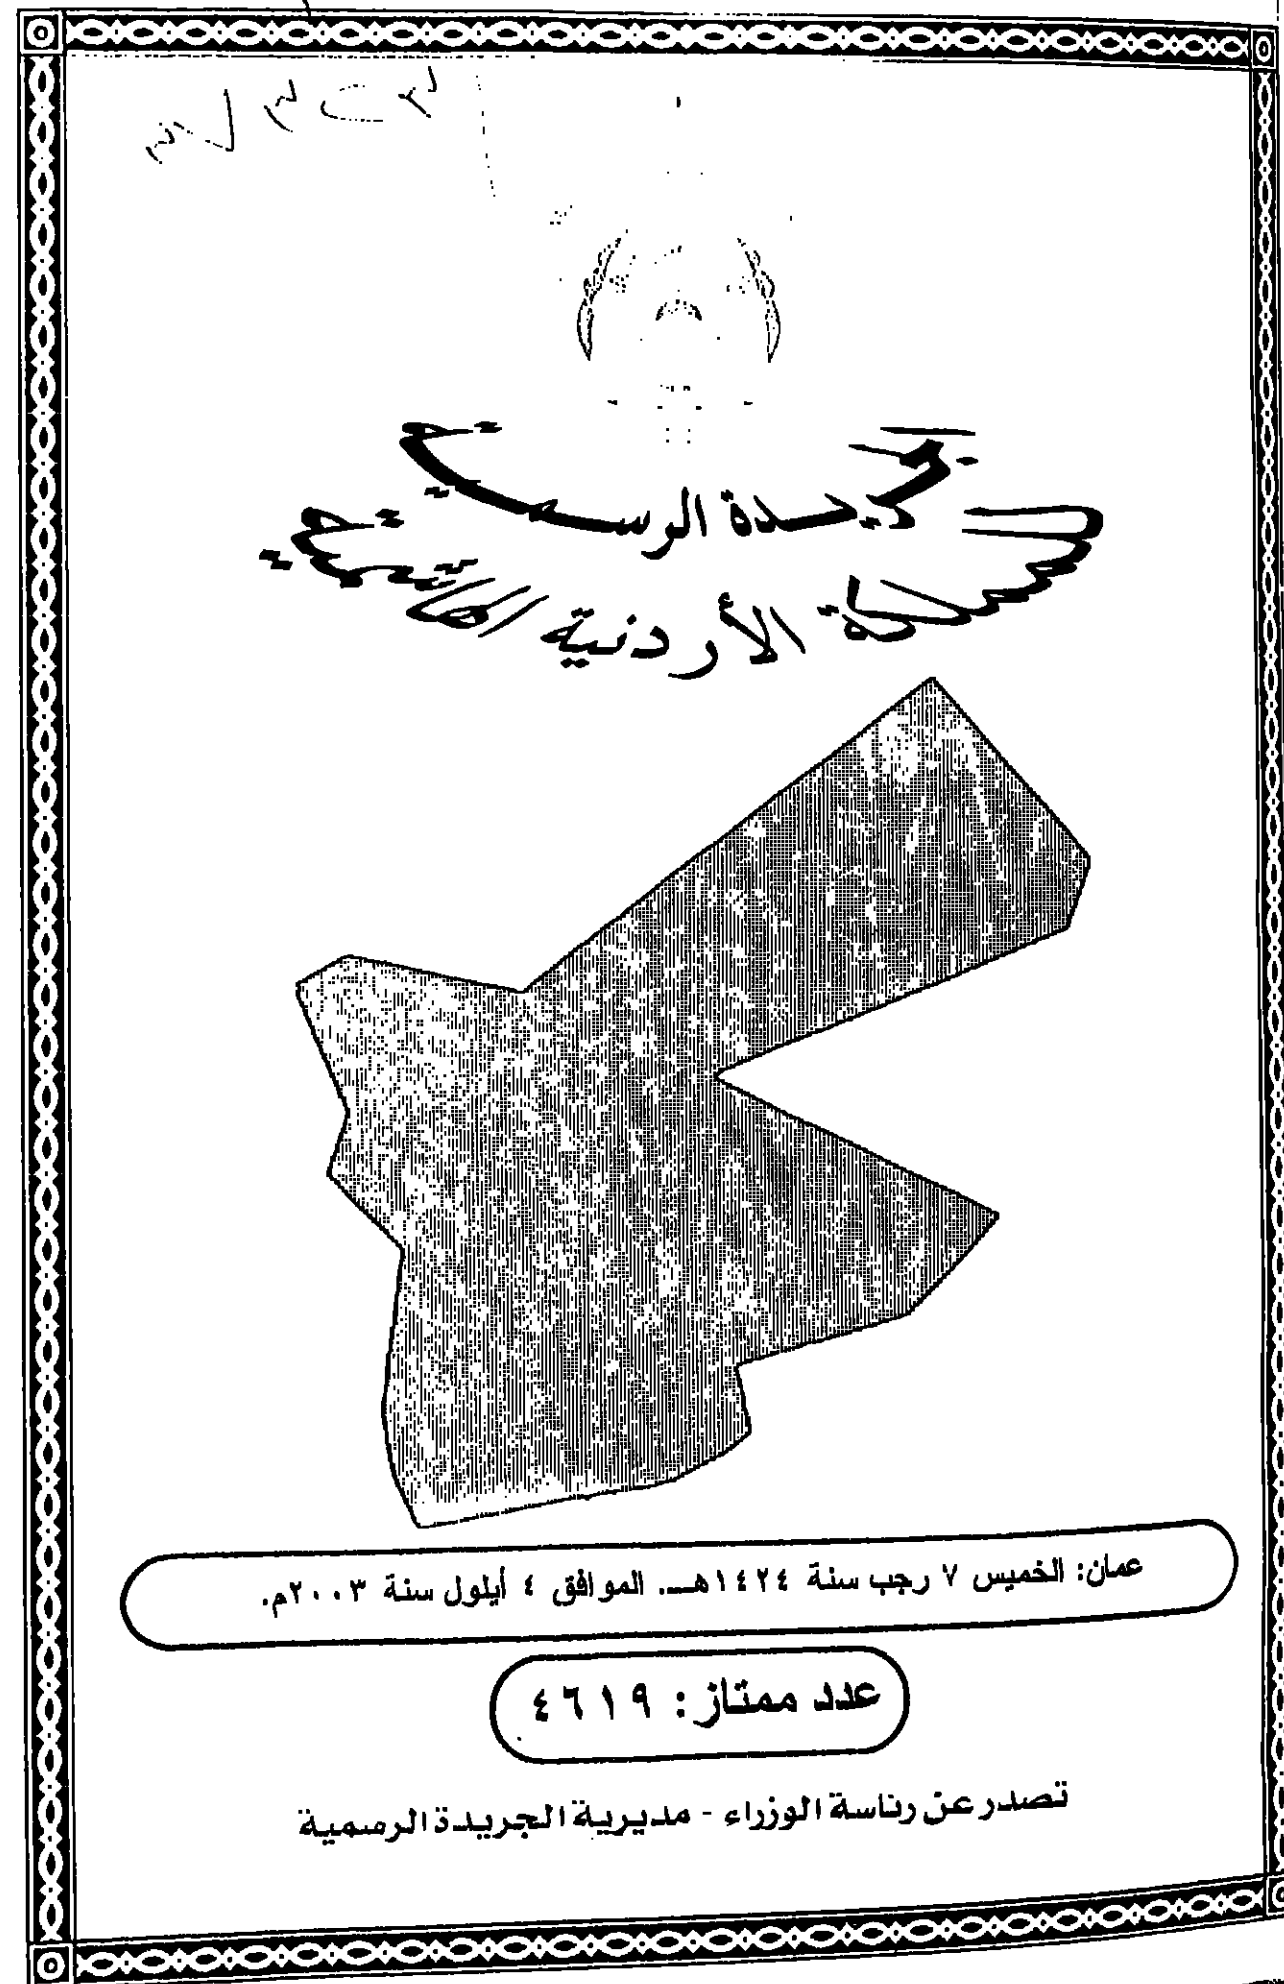 الجريدة الرسمية
للمملكة الأردنية الهاشمية
عمان: الخميس ٧ رجب سنة ١٤٢٤هـ. الموافق ٤ أيلول سنة ٢٠٠٣م.
عدد ممتاز: ٤٦١٩
تصدر عن رئاسة الوزراء - مديرية الجريدة الرسمية